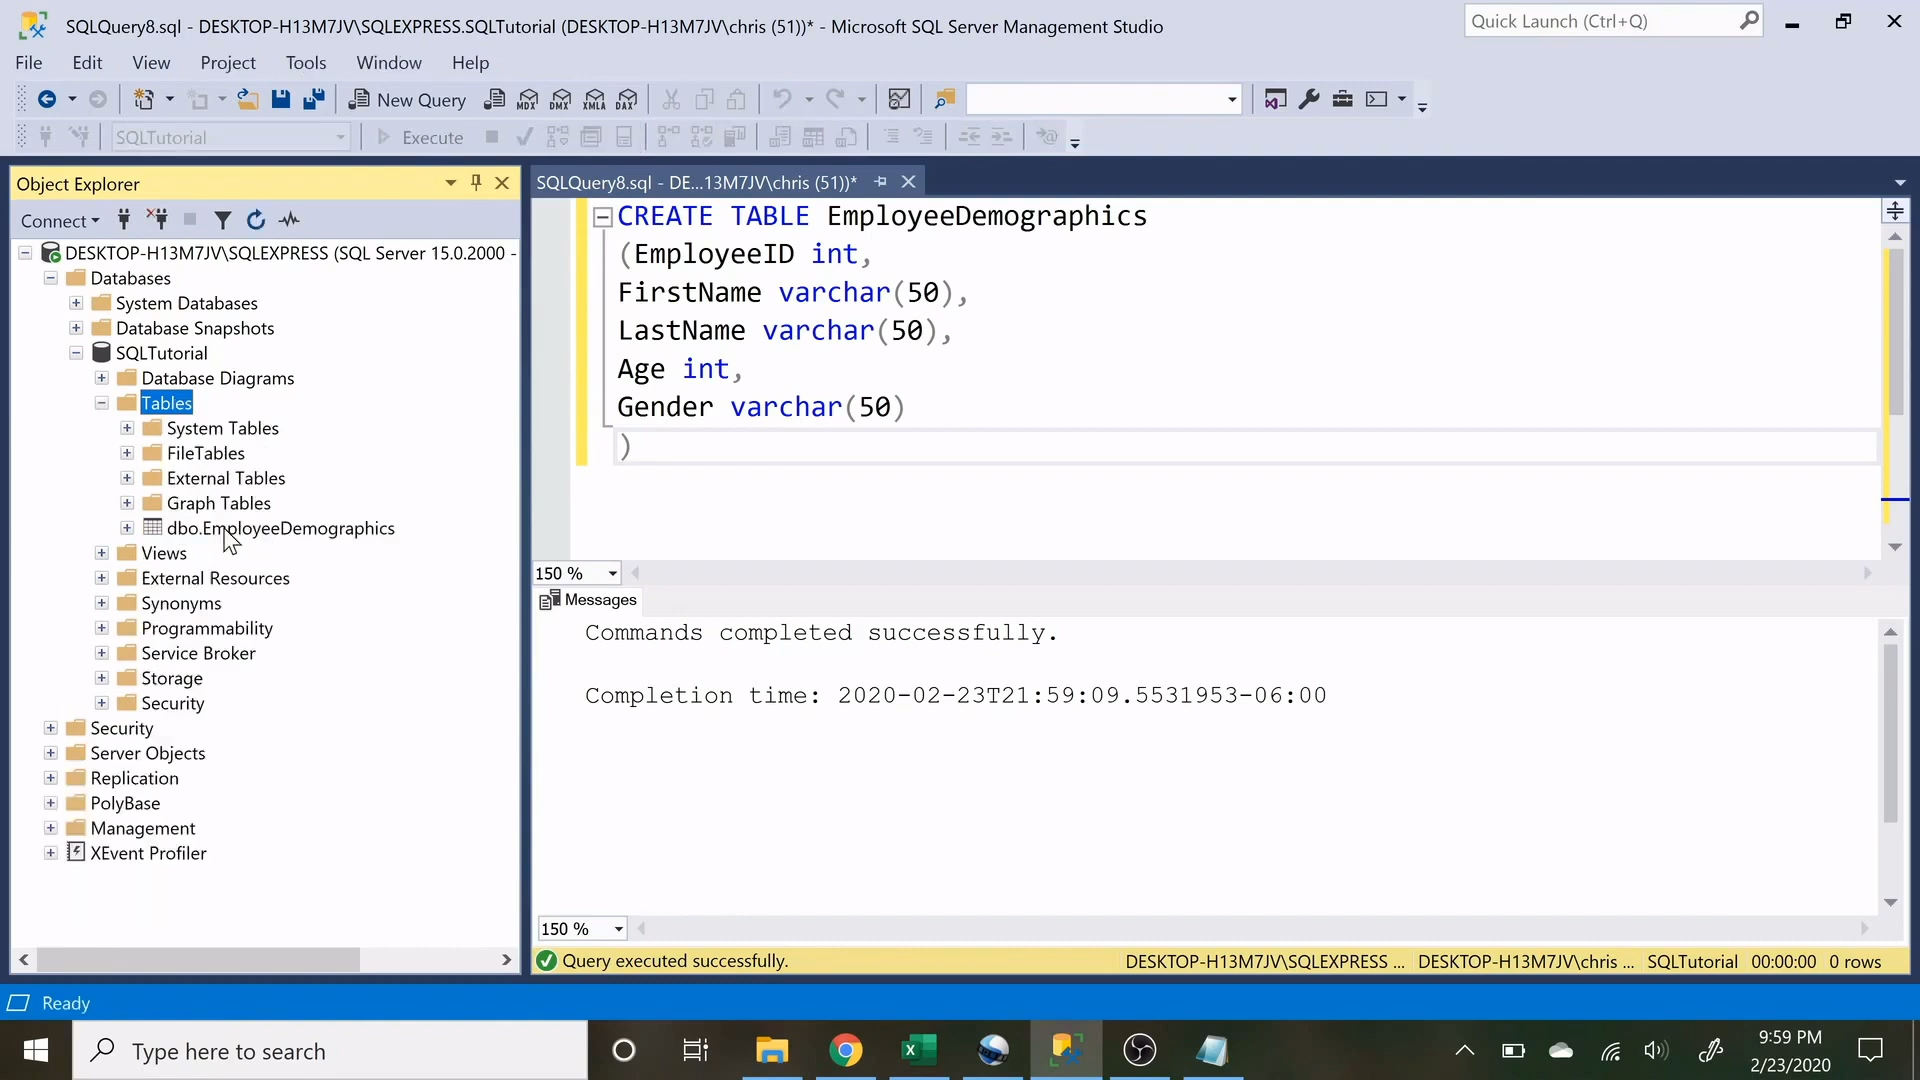 SQLQuery8.sql - DESKTOP-H13M7JV\SQLEXPRESS.SQLTutorial (DESKTOP-H13M7JV\chris (51))* - Microsoft SQL Server Management Studio
Quick Launch (Ctrl+Q)
File Edit View Project Tools Window Help
New Query MDX DMX XMLA DAX
SQLTutorial Execute
Object Explorer
SQLQuery8.sql - DE...13M7JV\chris (51))*
Connect
DESKTOP-H13M7JV\SQLEXPRESS (SQL Server 15.0.2000 -
Databases
System Databases
Database Snapshots
SQLTutorial
Database Diagrams
Tables
System Tables
FileTables
External Tables
Graph Tables
dbo.EmployeeDemographics
Views
External Resources
Synonyms
Programmability
Service Broker
Storage
Security
Security
Server Objects
Replication
PolyBase
Management
XEvent Profiler
CREATE TABLE EmployeeDemographics
(EmployeeID int,
FirstName varchar(50),
LastName varchar(50),
Age int,
Gender varchar(50)
)
150 %
Messages
Commands completed successfully.
Completion time: 2020-02-23T21:59:09.5531953-06:00
150 %
Query executed successfully. DESKTOP-H13M7JV\SQLEXPRESS ... DESKTOP-H13M7JV\chris ... SQLTutorial 00:00:00 0 rows
Ready
Type here to search
9:59 PM
2/23/2020